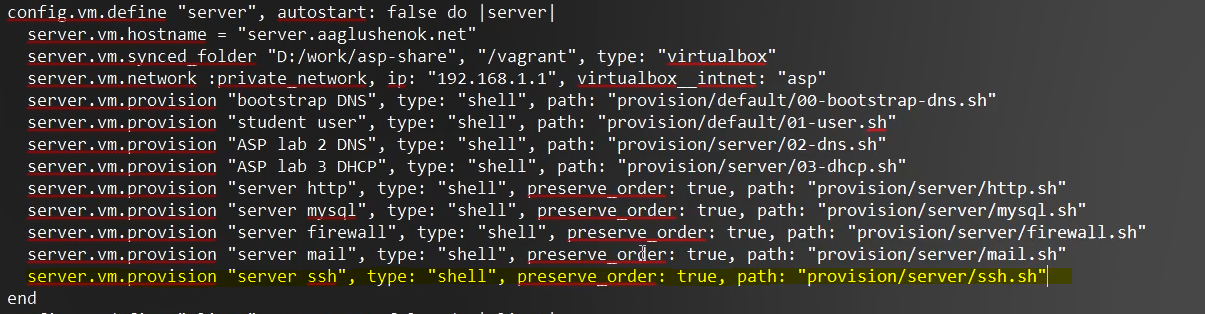 config.vm.define "server", autostart: false do |server|
server.vm.hostname = "server.aaglushenok.net"
server.vm.synced_folder "D:/work/asp-share", "/vagrant", type: "virtualbox"
server.vm.network :private_network, ip: "192.168.1.1", virtualbox__intnet: "asp"
server.vm.provision "bootstrap DNS", type: "shell", path: "provision/default/00-bootstrap-dns.sh"
server.vm.provision "student user", type: "shell", path: "provision/default/01-user.sh"
server.vm.provision "ASP lab 2 DNS", type: "shell", path: "provision/server/02-dns.sh"
server.vm.provision "ASP lab 3 DHCP", type: "shell", path: "provision/server/03-dhcp.sh"
server.vm.provision "server http", type: "shell", preserve_order: true, path: "provision/server/http.sh"
server.vm.provision "server mysql", type: "shell", preserve_order: true, path: "provision/server/mysql.sh"
server.vm.provision "server firewall", type: "shell", preserve_order: true, path: "provision/server/firewall.sh"
server.vm.provision "server mail", type: "shell", preserve_order: true, path: "provision/server/mail.sh"
server.vm.provision "server ssh", type: "shell", preserve_order: true, path: "provision/server/ssh.sh"
end